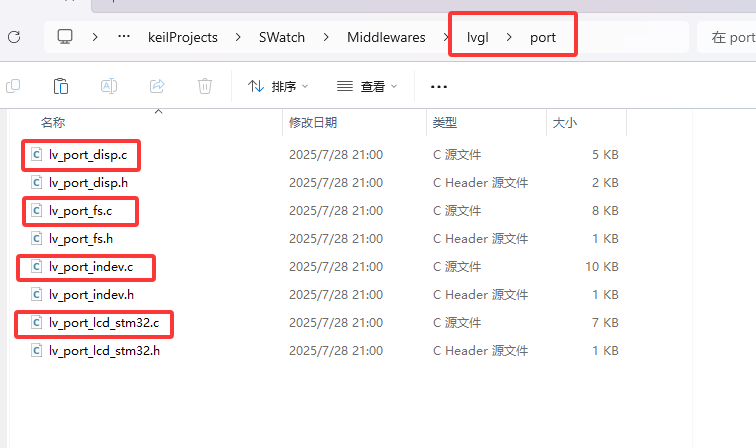 ··· keilProjects > SWatch > Middlewares > lvgl > port 在 port
排序 查看 ···
名称 修改日期 类型 大小
lv_port_disp.c 2025/7/28 21:00 C 源文件 5 KB
lv_port_disp.h 2025/7/28 21:00 C Header 源文件 2 KB
lv_port_fs.c 2025/7/28 21:00 C 源文件 8 KB
lv_port_fs.h 2025/7/28 21:00 C Header 源文件 1 KB
lv_port_indev.c 2025/7/28 21:00 C 源文件 10 KB
lv_port_indev.h 2025/7/28 21:00 C Header 源文件 1 KB
lv_port_lcd_stm32.c 2025/7/28 21:00 C 源文件 7 KB
lv_port_lcd_stm32.h 2025/7/28 21:00 C Header 源文件 1 KB